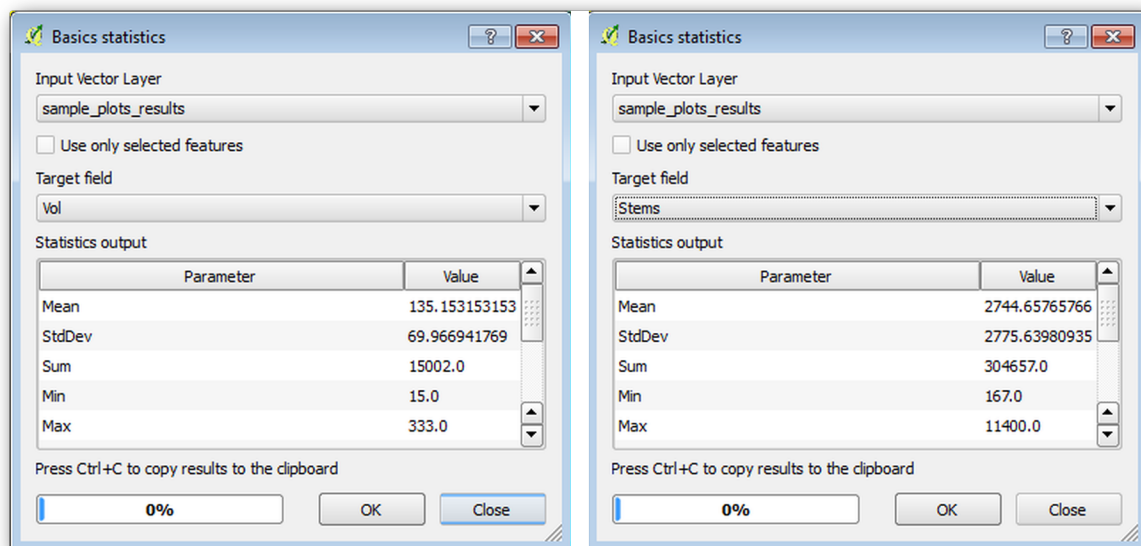 Basics statistics
Input Vector Layer
sample_plots_results
Use only selected features
Target field
Vol
Statistics output
Parameter Value
Mean 135.153153153
StdDev 69.966941769
Sum 15002.0
Min 15.0
Max 333.0
Press Ctrl+C to copy results to the clipboard
0% OK Close
Basics statistics
Input Vector Layer
sample_plots_results
Use only selected features
Target field
Stems
Statistics output
Parameter Value
Mean 2744.65765766
StdDev 2775.63980935
Sum 304657.0
Min 167.0
Max 11400.0
Press Ctrl+C to copy results to the clipboard
0% OK Close